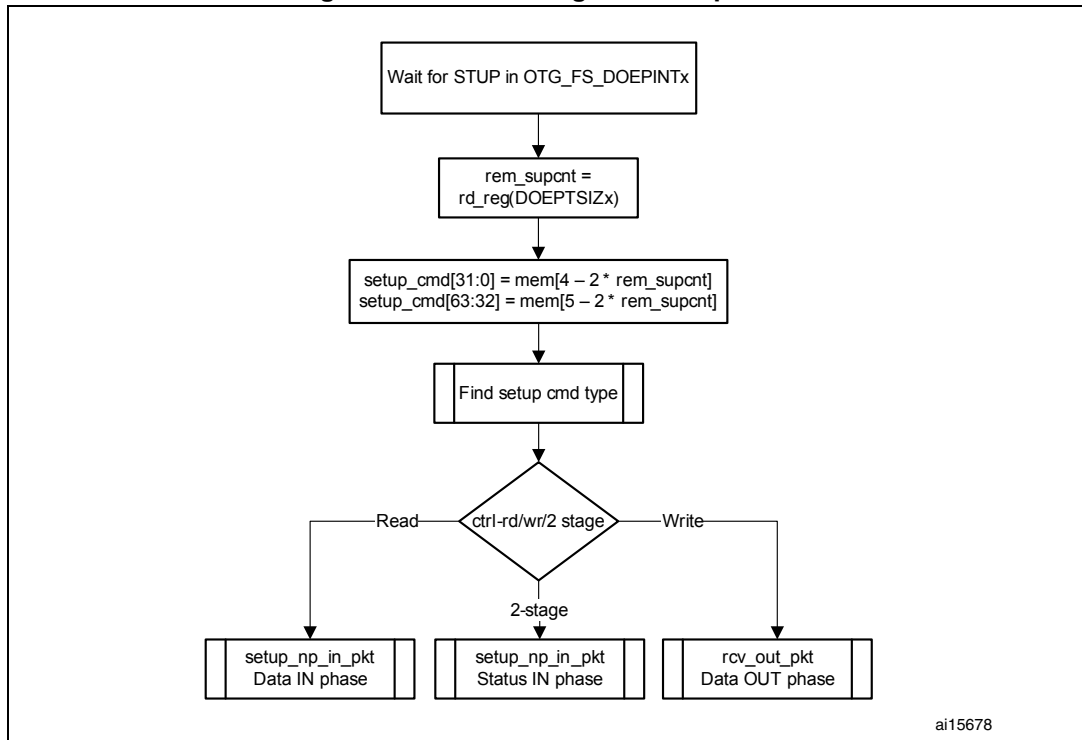 Wait for STUP in OTG_FS_DOEPINTx
rem_supcnt =
rd_reg(DOEPTSIZx)
setup_cmd[31:0] = mem[4 – 2 * rem_supcnt]
setup_cmd[63:32] = mem[5 – 2 * rem_supcnt]
Find setup cmd type
Read
ctrl-rd/wr/2 stage
Write
2-stage
setup_np_in_pkt
Data IN phase
setup_np_in_pkt
Status IN phase
rcv_out_pkt
Data OUT phase
ai15678